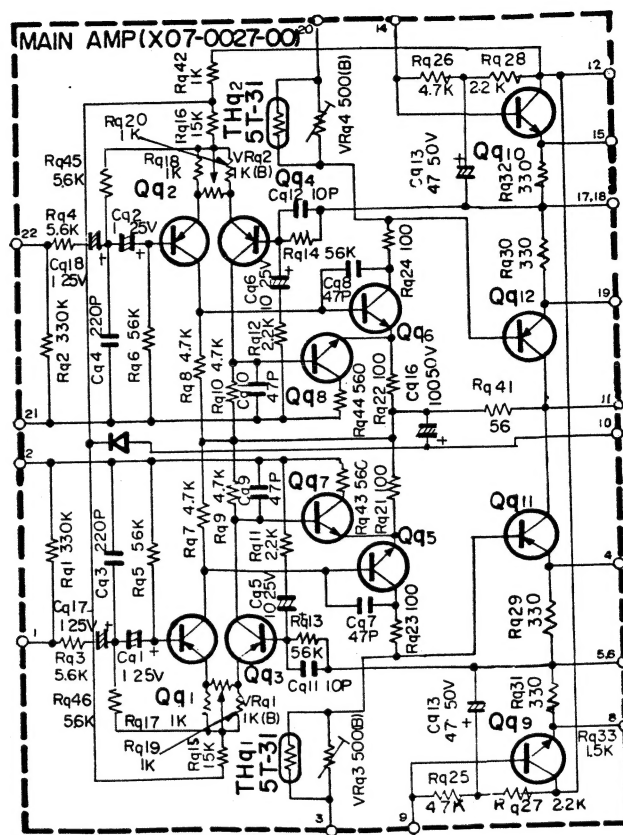 MAIN AMP(X07-0027-00)
20
14
12
15
17,18
19
11
10
22
21
2
1
3
9
4
5,6
8
Rq42
1K
Rq16
15K
Rq20
1K
Rq18
1K
THq2
5T-31
VRq4 500(B)
Rq26
4.7K
Rq28
2.2K
Rq45
5.6K
Qq2
VRq2
1K(B)
Qq4
Cq12 10P
Cq13
47 50V
Qq10
Rq32
330
Rq4
5.6K
Cq2
1 25V
Cq18
1 25V
Rq14 56K
Cq6
10 25V
Cq8
47P
Rq24 100
Rq30
330
Rq2 330K
Cq4 220P
Rq6 56K
Rq8 4.7K
Rq10 4.7K
Cq10
47P
Rq12
2.2K
Qq8
Qq6
Rq44 560
Rq22 100
Cq16
100 50V
Qq12
Rq41
56
Rq1 330K
Cq3 220P
Rq5 56K
Rq7 4.7K
Rq9 4.7K
Cq9
47P
Qq7
Rq43 560
Rq21 100
Rq11
2.2K
Qq5
Qq11
Cq17
1 25V
Cq5
10 25V
Cq7
47P
Rq23 100
Rq29
330
Rq3
5.6K
Cq1
1 25V
Rq13
56K
Cq11 10P
Rq46
5.6K
Qq1
Qq3
Rq17 1K
VRq1
1K(B)
Rq19
1K
Rq15
15K
THq1
5T-31
VRq3 500(B)
Cq13
47 50V
Rq31
330
Qq9
Rq33
1.5K
Rq25
4.7K
Rq27 2.2K